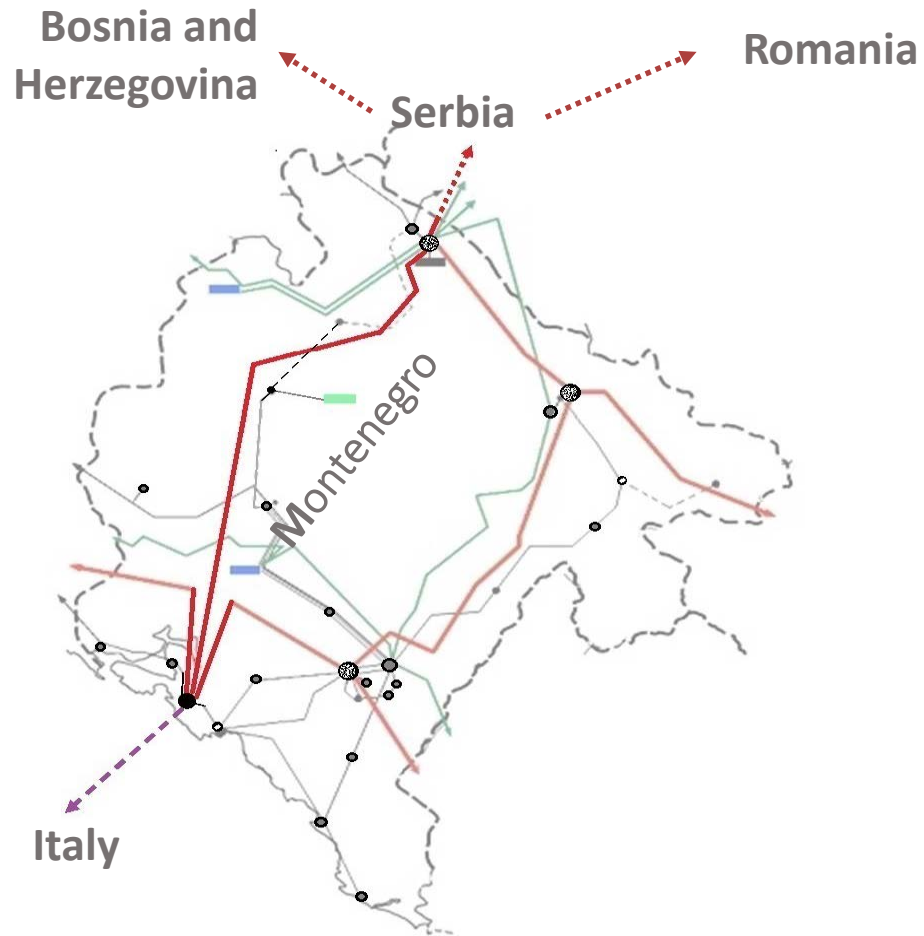 Bosnia and
Herzegovina
Romania
Serbia
Montenegro
Italy